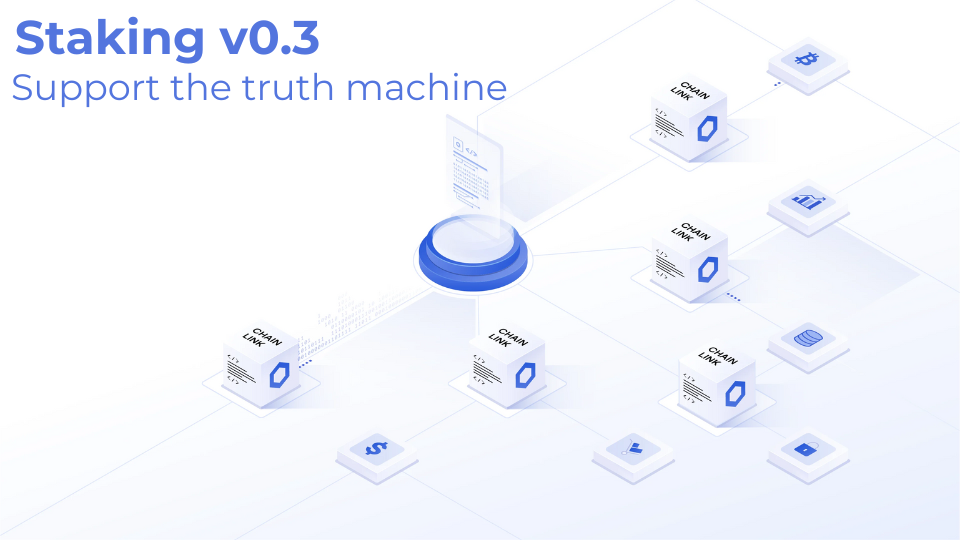 Staking v0.3
Support the truth machine
CHAIN
LINK
</>
</>
CHAIN
LINK
</>
</>
CHAIN
LINK
</>
</>
CHAIN
LINK
</>
</>
CHAIN
LINK
</>
</>
</>
$